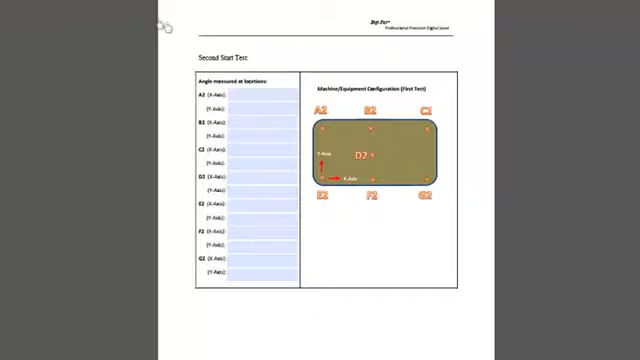 Digi-Pas™
Professional Precision Digital Level
Second Start Test:
Angle measured at locations:
A2 (X-Axis):
(Y-Axis):
B2 (X-Axis):
(Y-Axis):
C2 (X-Axis):
(Y-Axis):
D2 (X-Axis):
(Y-Axis):
E2 (X-Axis):
(Y-Axis):
F2 (X-Axis):
(Y-Axis):
G2 (X-Axis):
(Y-Axis):
Machine/Equipment Configuration (First Test)
A2 B2 C2
D2
Y-Axis
X-Axis
E2 F2 G2